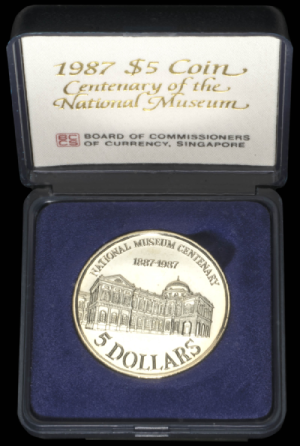 1987 $5 Coin
Centenary of the
National Museum
BCCS BOARD OF COMMISSIONERS
OF CURRENCY, SINGAPORE
NATIONAL MUSEUM CENTENARY
1887-1987
5 DOLLARS